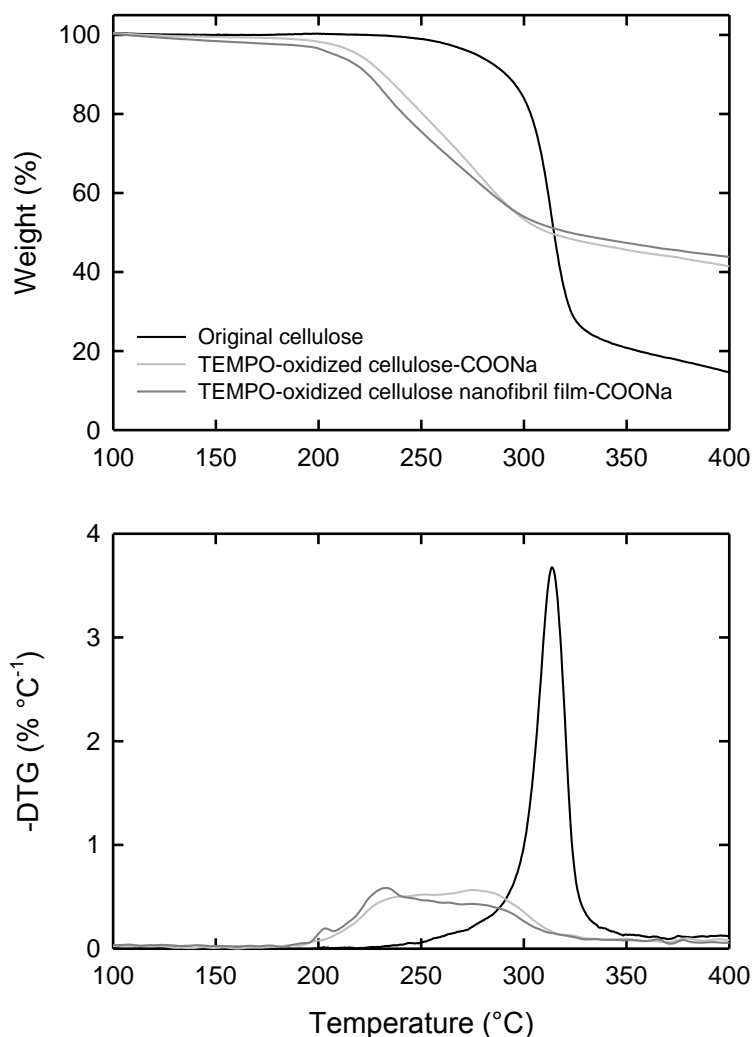 100
80
60
40
20
0
Weight (%)
Original cellulose
TEMPO-oxidized cellulose-COONa
TEMPO-oxidized cellulose nanofibril film-COONa
100 150 200 250 300 350 400
4
3
2
1
0
-DTG (% °C⁻¹)
100 150 200 250 300 350 400
Temperature (°C)